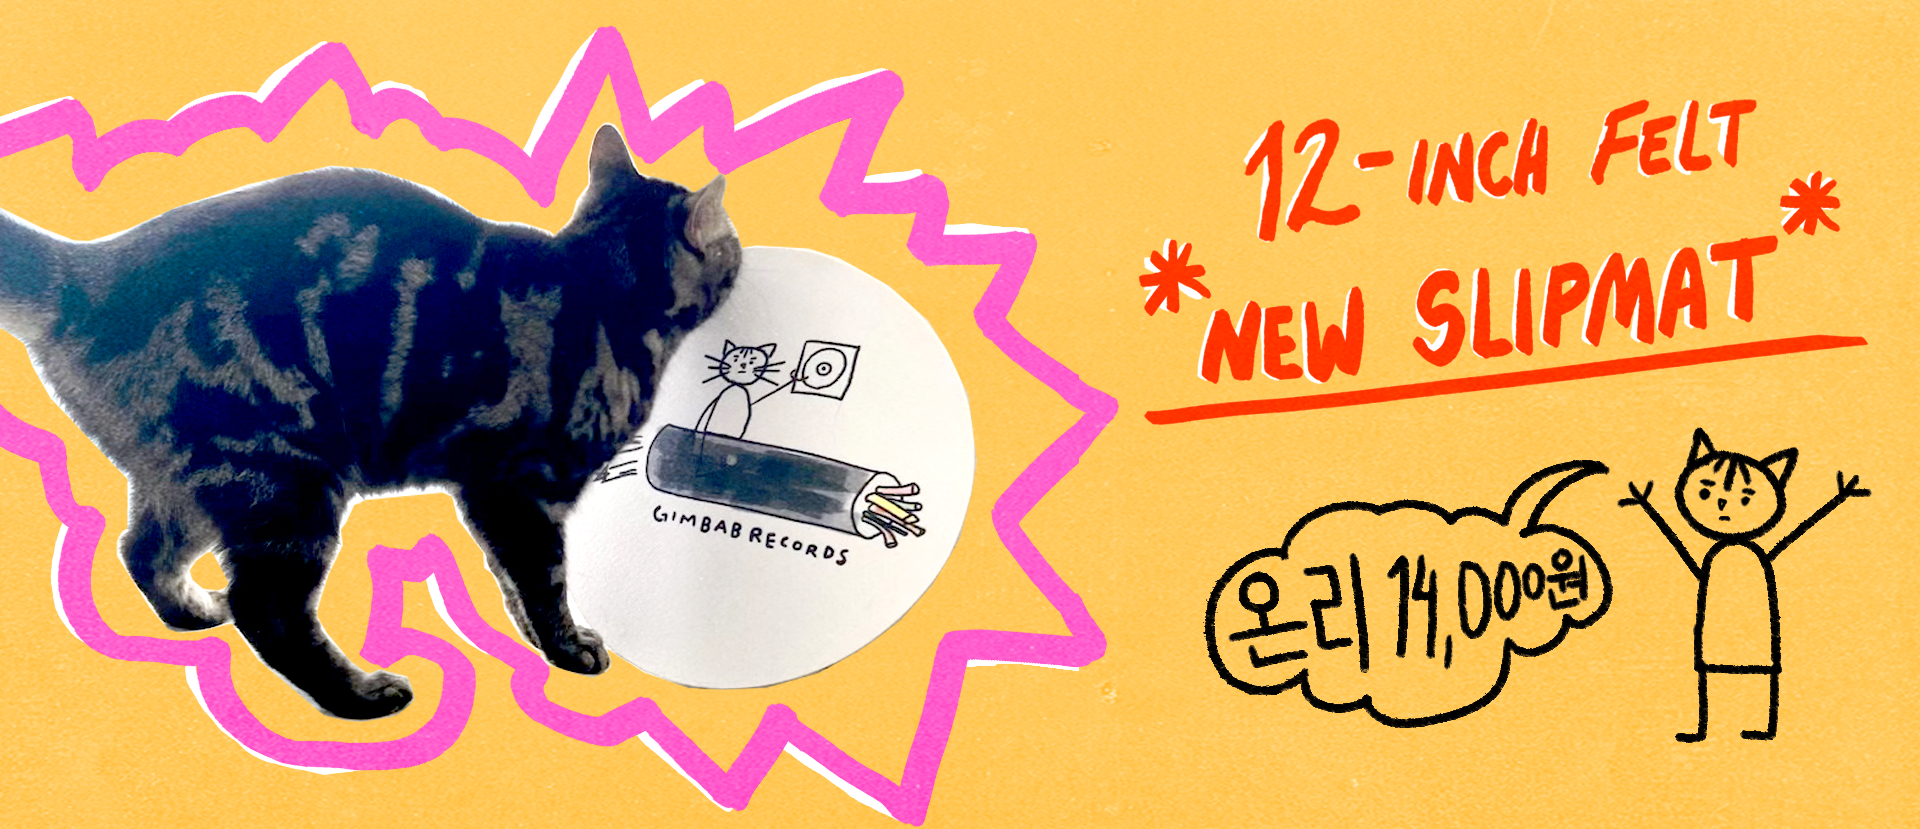 12-INCH FELT
*NEW SLIPMAT*
GIMBAB RECORDS
온리 14,000원